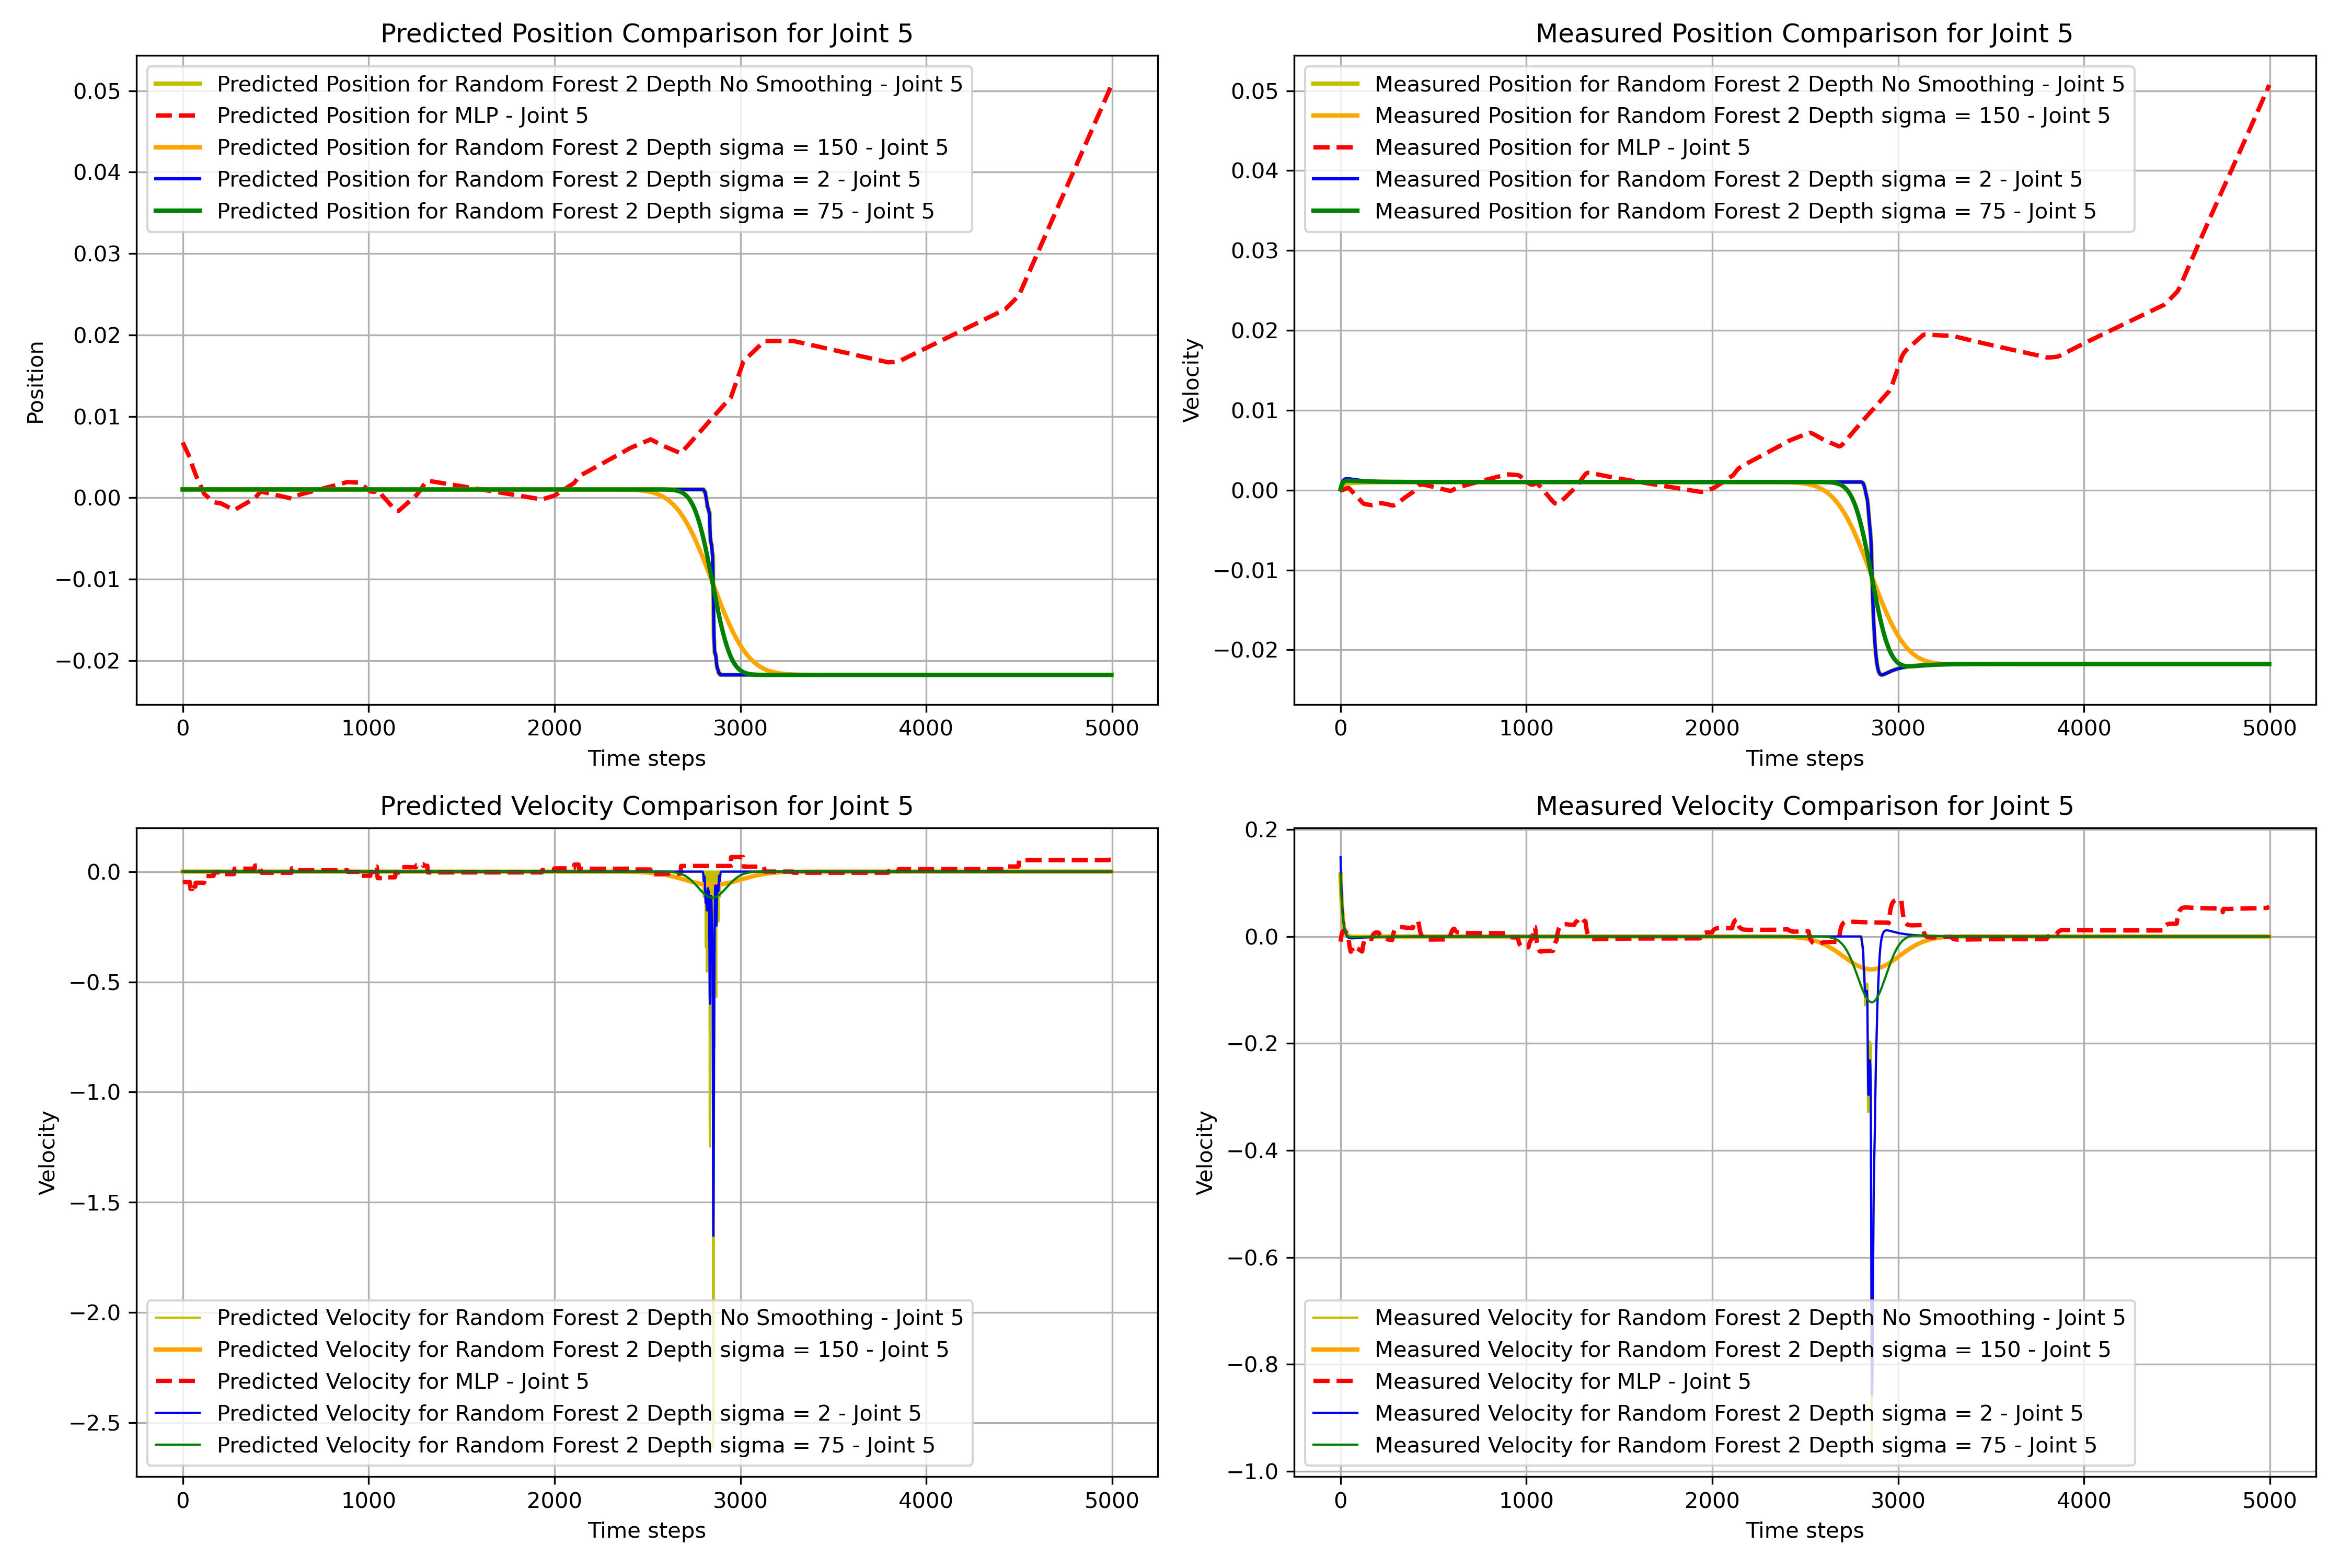 Predicted Position Comparison for Joint 5
Predicted Position for Random Forest 2 Depth No Smoothing - Joint 5
Predicted Position for MLP - Joint 5
Predicted Position for Random Forest 2 Depth sigma = 150 - Joint 5
Predicted Position for Random Forest 2 Depth sigma = 2 - Joint 5
Predicted Position for Random Forest 2 Depth sigma = 75 - Joint 5
Position
0.05
0.04
0.03
0.02
0.01
0.00
−0.01
−0.02
0 1000 2000 3000 4000 5000
Time steps
Measured Position Comparison for Joint 5
Measured Position for Random Forest 2 Depth No Smoothing - Joint 5
Measured Position for Random Forest 2 Depth sigma = 150 - Joint 5
Measured Position for MLP - Joint 5
Measured Position for Random Forest 2 Depth sigma = 2 - Joint 5
Measured Position for Random Forest 2 Depth sigma = 75 - Joint 5
Velocity
0.05
0.04
0.03
0.02
0.01
0.00
−0.01
−0.02
0 1000 2000 3000 4000 5000
Time steps
Predicted Velocity Comparison for Joint 5
Velocity
0.0
−0.5
−1.0
−1.5
−2.0
−2.5
Predicted Velocity for Random Forest 2 Depth No Smoothing - Joint 5
Predicted Velocity for Random Forest 2 Depth sigma = 150 - Joint 5
Predicted Velocity for MLP - Joint 5
Predicted Velocity for Random Forest 2 Depth sigma = 2 - Joint 5
Predicted Velocity for Random Forest 2 Depth sigma = 75 - Joint 5
0 1000 2000 3000 4000 5000
Time steps
Measured Velocity Comparison for Joint 5
Velocity
0.2
0.0
−0.2
−0.4
−0.6
−0.8
−1.0
Measured Velocity for Random Forest 2 Depth No Smoothing - Joint 5
Measured Velocity for Random Forest 2 Depth sigma = 150 - Joint 5
Measured Velocity for MLP - Joint 5
Measured Velocity for Random Forest 2 Depth sigma = 2 - Joint 5
Measured Velocity for Random Forest 2 Depth sigma = 75 - Joint 5
0 1000 2000 3000 4000 5000
Time steps